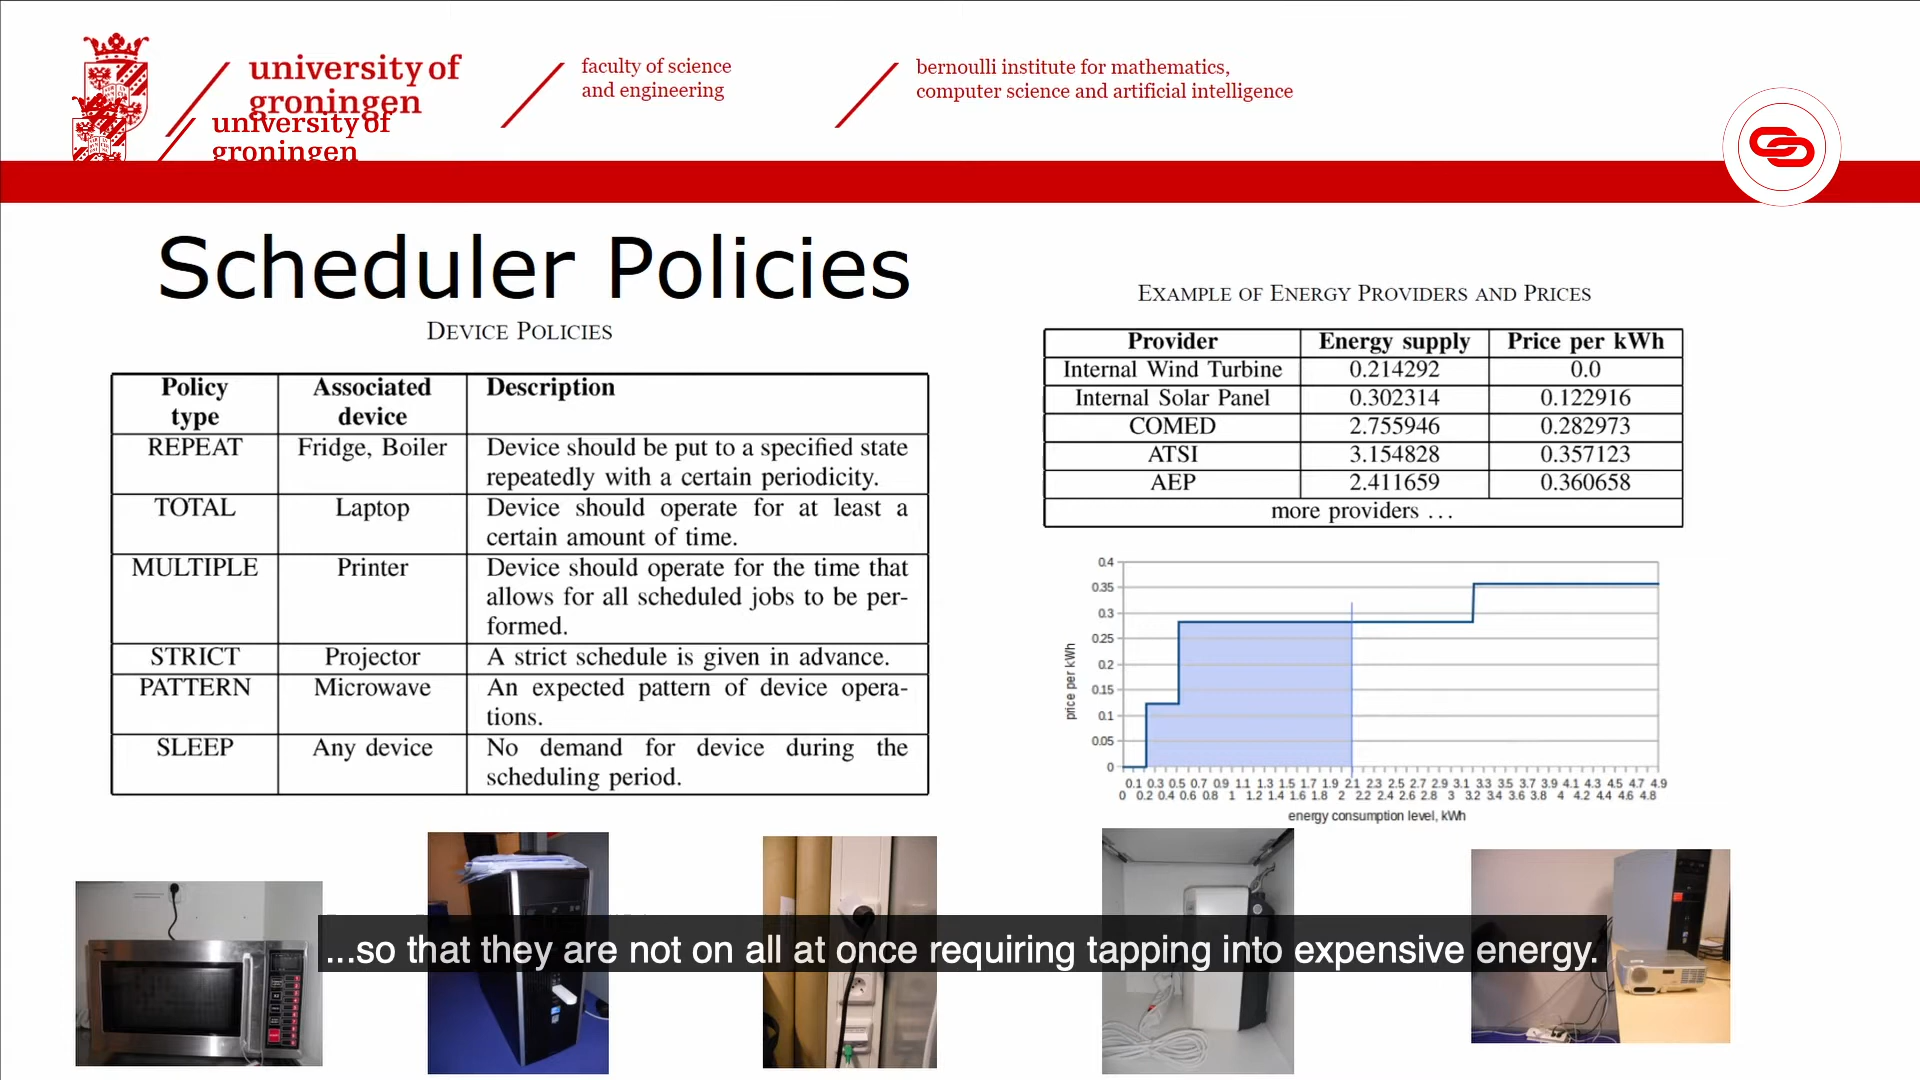 university of
groningen
university of
groningen
faculty of science
and engineering
bernoulli institute for mathematics,
computer science and artificial intelligence
Scheduler Policies
DEVICE POLICIES
Policy type Associated device Description
REPEAT Fridge, Boiler Device should be put to a specified state
repeatedly with a certain periodicity.
TOTAL Laptop Device should operate for at least a
certain amount of time.
MULTIPLE Printer Device should operate for the time that
allows for all scheduled jobs to be per-
formed.
STRICT Projector A strict schedule is given in advance.
PATTERN Microwave An expected pattern of device opera-
tions.
SLEEP Any device No demand for device during the
scheduling period.
EXAMPLE OF ENERGY PROVIDERS AND PRICES
Provider Energy supply Price per kWh
Internal Wind Turbine 0.214292 0.0
Internal Solar Panel 0.302314 0.122916
COMED 2.755946 0.282973
ATSI 3.154828 0.357123
AEP 2.411659 0.360658
more providers ...
price per kWh
0.4
0.35
0.3
0.25
0.2
0.15
0.1
0.05
0
0.1 0.3 0.5 0.7 0.9 1.1 1.3 1.5 1.7 1.9 2.1 2.3 2.5 2.7 2.9 3.1 3.3 3.5 3.7 3.9 4.1 4.3 4.5 4.7 4.9
0 0.2 0.4 0.6 0.8 1 1.2 1.4 1.6 1.8 2 2.2 2.4 2.6 2.8 3 3.2 3.4 3.6 3.8 4 4.2 4.4 4.6 4.8
energy consumption level, kWh
...so that they are not on all at once requiring tapping into expensive energy.